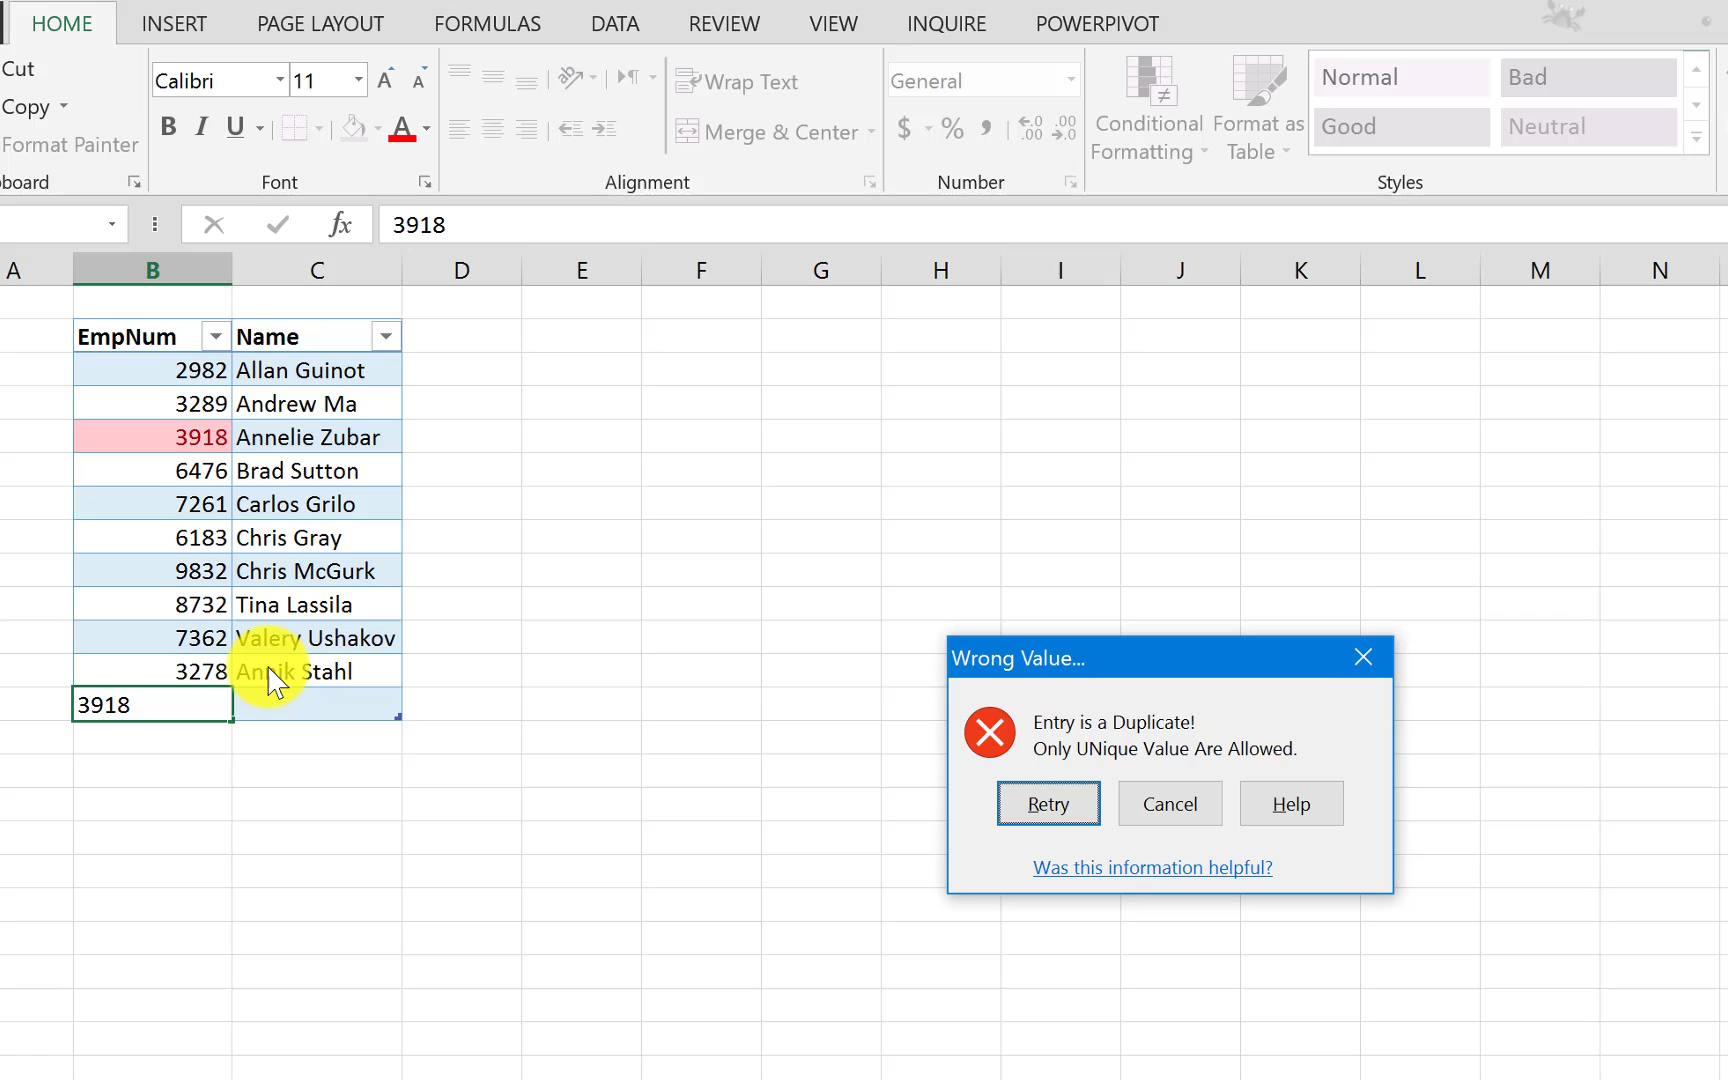 HOME INSERT PAGE LAYOUT FORMULAS DATA REVIEW VIEW INQUIRE POWERPIVOT
Cut
Copy
Format Painter
board
Calibri 11 A A
B I U A
Font
Wrap Text
Merge & Center
Alignment
General
$ % , .00 .0
Number
Conditional Formatting
Format as Table
Normal Bad
Good Neutral
Styles
fx 3918
A B C D E F G H I J K L M N
EmpNum Name
2982 Allan Guinot
3289 Andrew Ma
3918 Annelie Zubar
6476 Brad Sutton
7261 Carlos Grilo
6183 Chris Gray
9832 Chris McGurk
8732 Tina Lassila
7362 Valery Ushakov
3278 Annik Stahl
3918
Wrong Value...
Entry is a Duplicate!
Only UNique Value Are Allowed.
Retry Cancel Help
Was this information helpful?